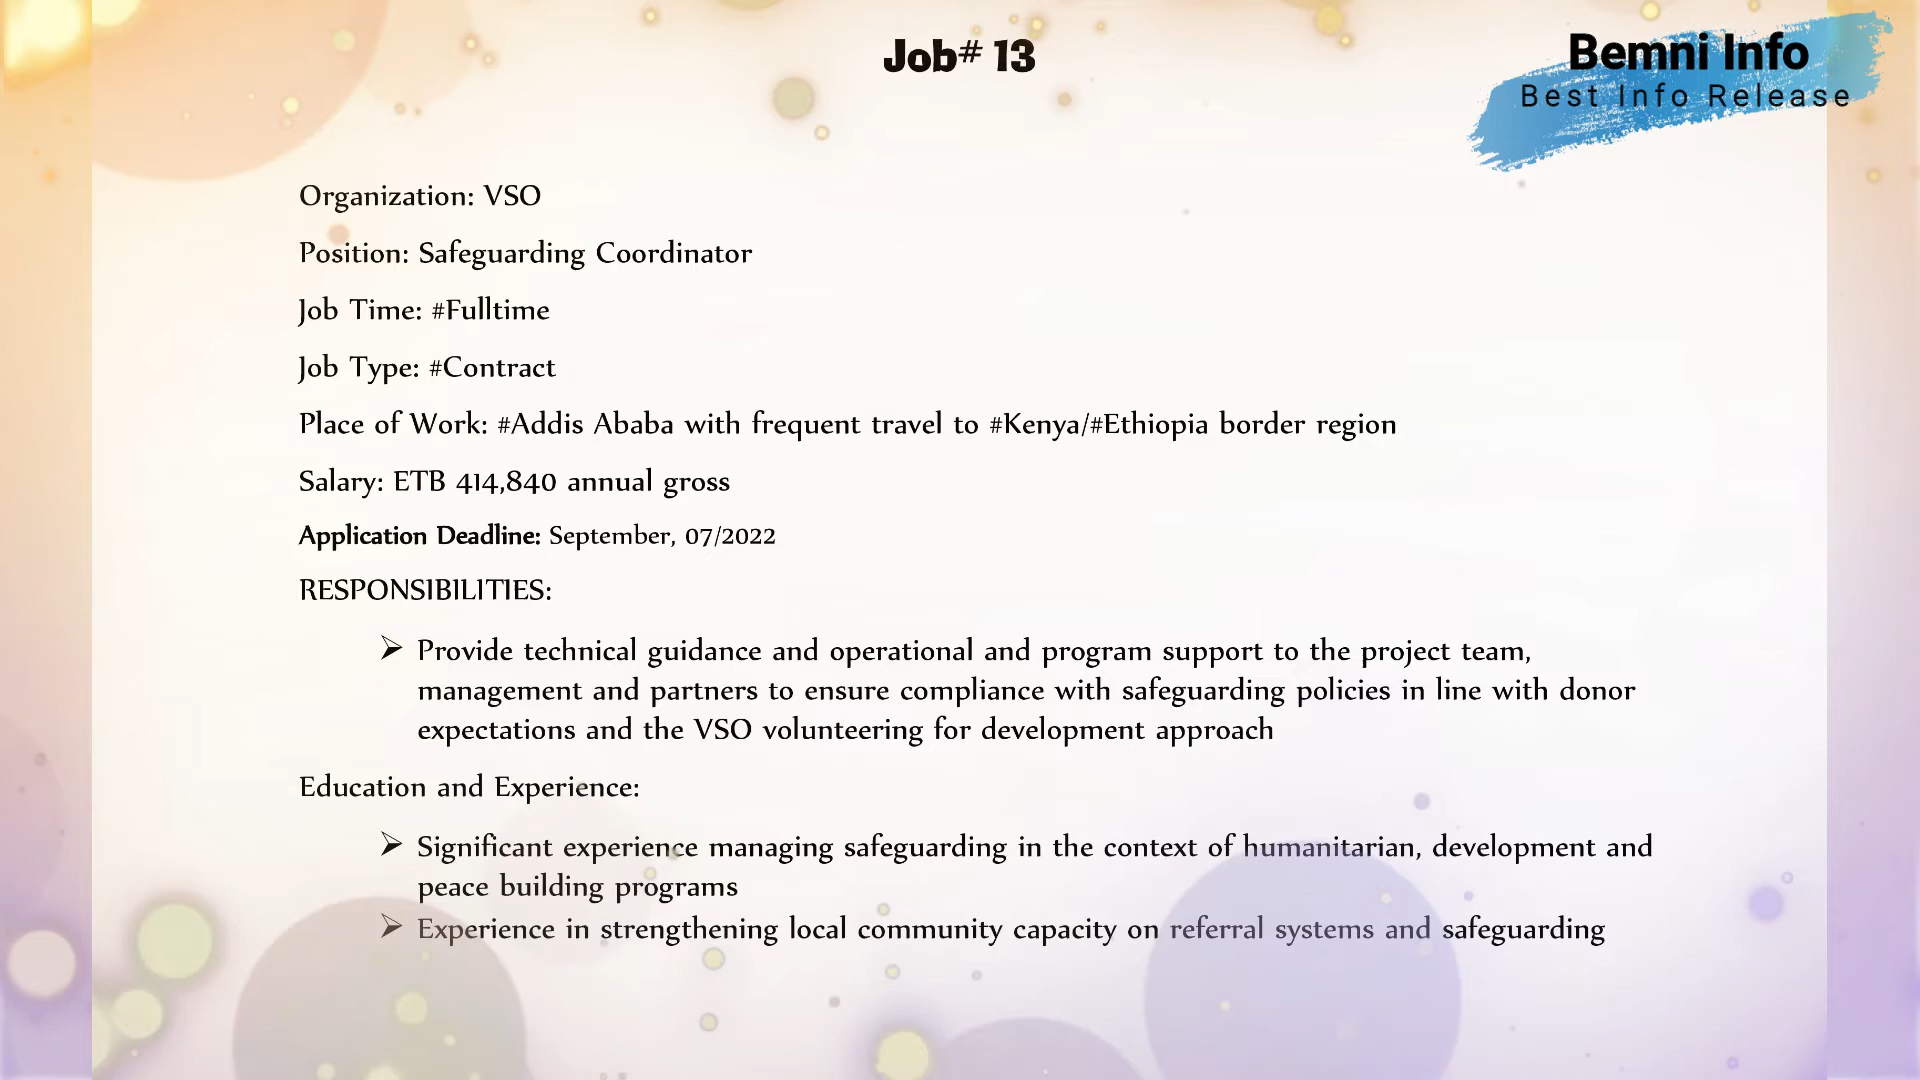 Job# 13
Bemni Info
Best Info Release
Organization: VSO
Position: Safeguarding Coordinator
Job Time: #Fulltime
Job Type: #Contract
Place of Work: #Addis Ababa with frequent travel to #Kenya/#Ethiopia border region
Salary: ETB 414,840 annual gross
Application Deadline: September, 07/2022
RESPONSIBILITIES:
➢ Provide technical guidance and operational and program support to the project team,
management and partners to ensure compliance with safeguarding policies in line with donor
expectations and the VSO volunteering for development approach
Education and Experience:
➢ Significant experience managing safeguarding in the context of humanitarian, development and
peace building programs
➢ Experience in strengthening local community capacity on referral systems and safeguarding